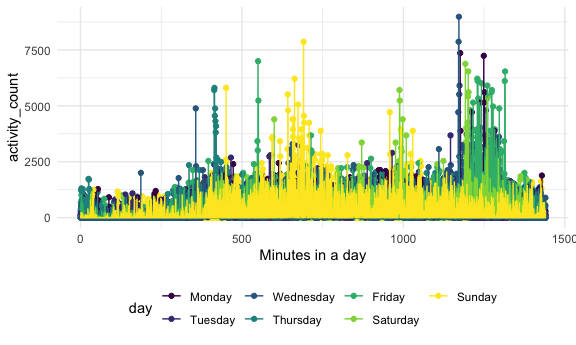 activity_count
7500
5000
2500
0
0 500 1000 1500
Minutes in a day
day
Monday Wednesday Friday Sunday
Tuesday Thursday Saturday